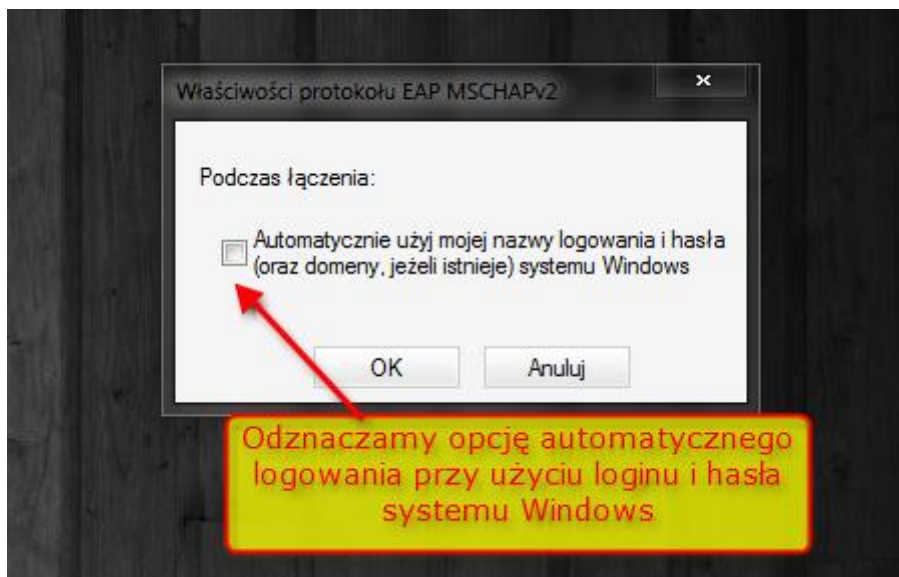 Właściwości protokołu EAP MSCHAPv2
Podczas łączenia:
Automatycznie użyj mojej nazwy logowania i hasła
(oraz domeny, jeżeli istnieje) systemu Windows
OK
Anuluj
Odznaczamy opcję automatycznego
logowania przy użyciu loginu i hasła
systemu Windows